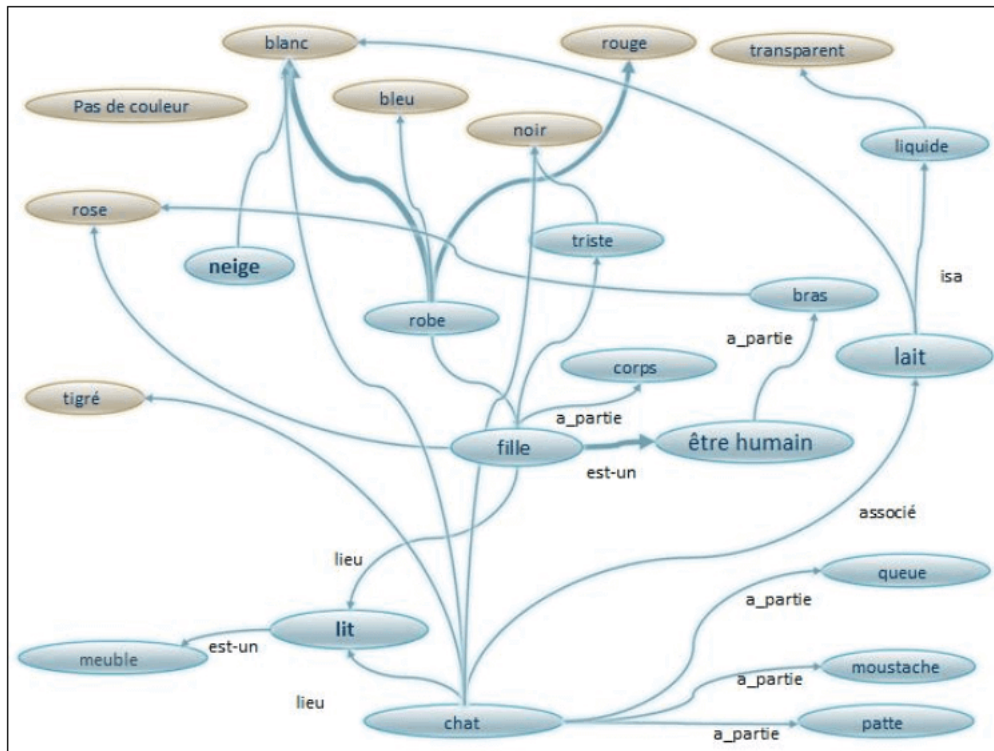 blanc
rouge
transparent
Pas de couleur
bleu
noir
liquide
rose
triste
neige
isa
bras
robe
a_partie
lait
corps
tigré
a_partie
fille
être humain
est-un
associé
lieu
queue
a_partie
lit
est-un
meuble
moustache
a_partie
lieu
chat
patte
a_partie